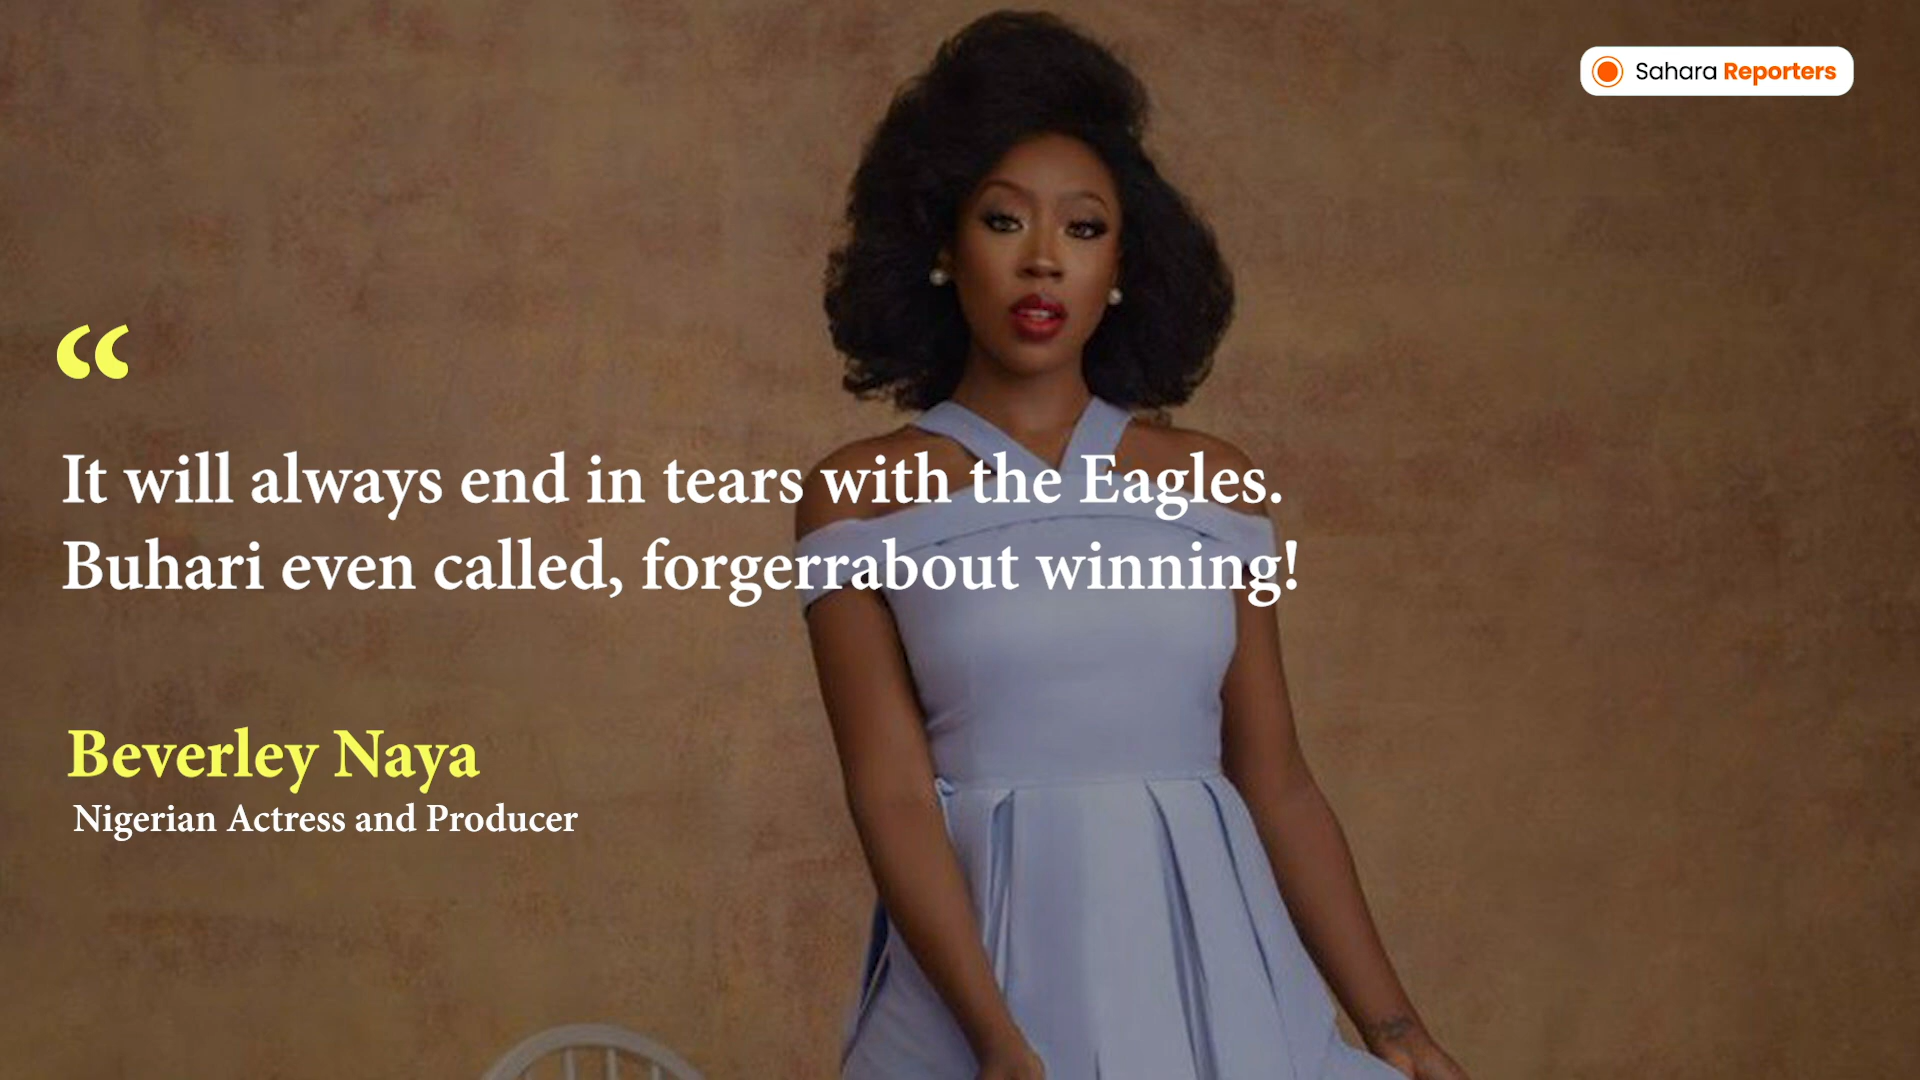 Sahara Reporters
“
It will always end in tears with the Eagles.
Buhari even called, forgerrabout winning!
Beverley Naya
Nigerian Actress and Producer